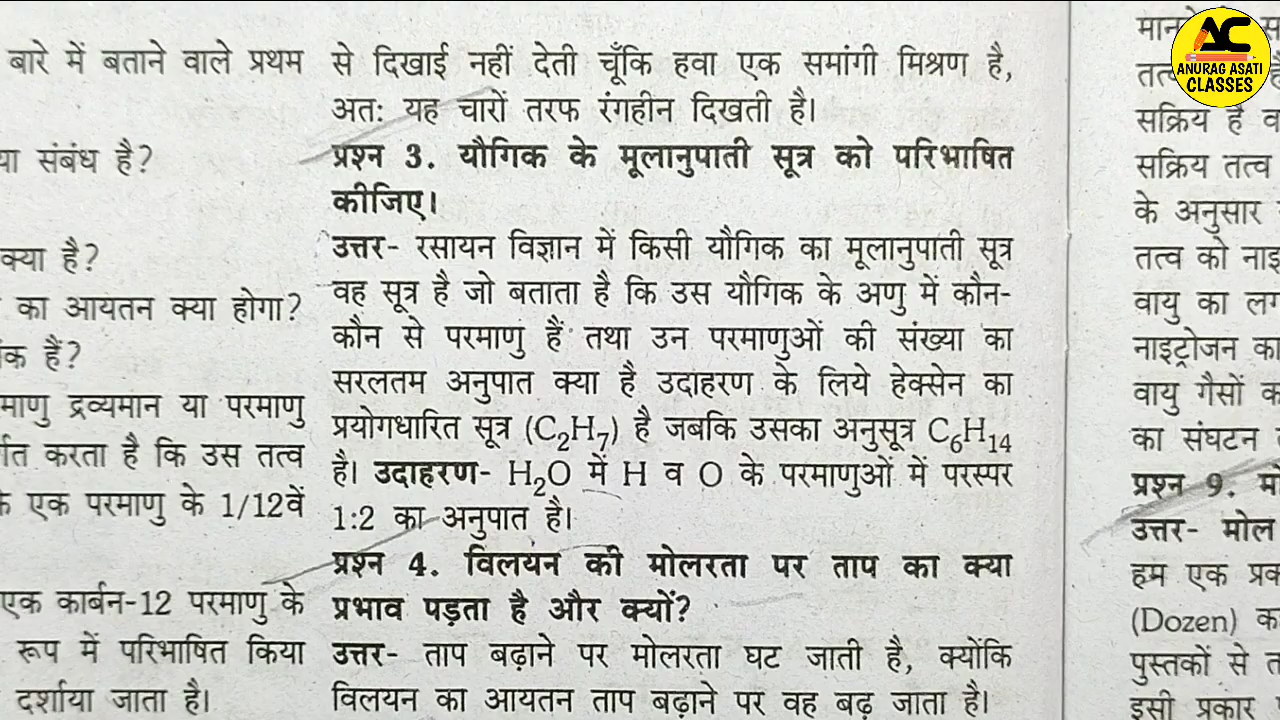 बारे में बताने वाले प्रथम
संबंध है?
क्या है?
का आयतन क्या होगा?
हैं?
द्रव्यमान या परमाणु
करता है कि उस तत्व
एक परमाणु के 1/12वें
एक कार्बन-12 परमाणु के
रूप में परिभाषित किया
दर्शाया जाता है।
से दिखाई नहीं देती चूँकि हवा एक समांगी मिश्रण है,
अतः यह चारों तरफ रंगहीन दिखती है।
प्रश्न 3. यौगिक के मूलानुपाती सूत्र को परिभाषित
कीजिए।
उत्तर- रसायन विज्ञान में किसी यौगिक का मूलानुपाती सूत्र
वह सूत्र है जो बताता है कि उस यौगिक के अणु में कौन-
कौन से परमाणु हैं तथा उन परमाणुओं की संख्या का
सरलतम अनुपात क्या है उदाहरण के लिये हेक्सेन का
प्रयोगधारित सूत्र (C₂H₇) है जबकि उसका अनुसूत्र C₆H₁₄
है। उदाहरण- H₂O में H व O के परमाणुओं में परस्पर
1:2 का अनुपात है।
प्रश्न 4. विलयन की मोलरता पर ताप का क्या
प्रभाव पड़ता है और क्यों?
उत्तर- ताप बढ़ाने पर मोलरता घट जाती है, क्योंकि
विलयन का आयतन ताप बढ़ाने पर वह बढ़ जाता है।
सक्रिय है
सक्रिय तत्व
के अनुसार
तत्व को
वायु का
नाइट्रोजन
वायु गैसों
का संघटन
प्रश्न 9.
उत्तर- मोल
हम एक
(Dozen)
पुस्तकों से
इसी प्रकार
AC
ANURAG ASATI
CLASSES